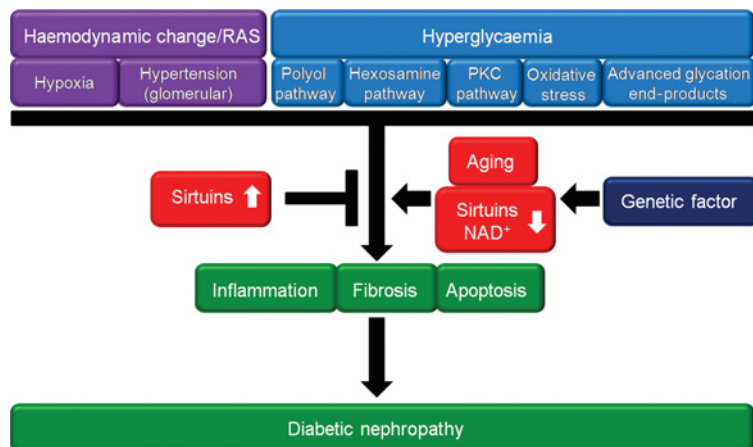 Haemodynamic change/RAS
Hyperglycaemia
Hypoxia
Hypertension
(glomerular)
Polyol
pathway
Hexosamine
pathway
PKC
pathway
Oxidative
stress
Advanced glycation
end-products
Sirtuins
Aging
Sirtuins
NAD⁺
Genetic factor
Inflammation
Fibrosis
Apoptosis
Diabetic nephropathy